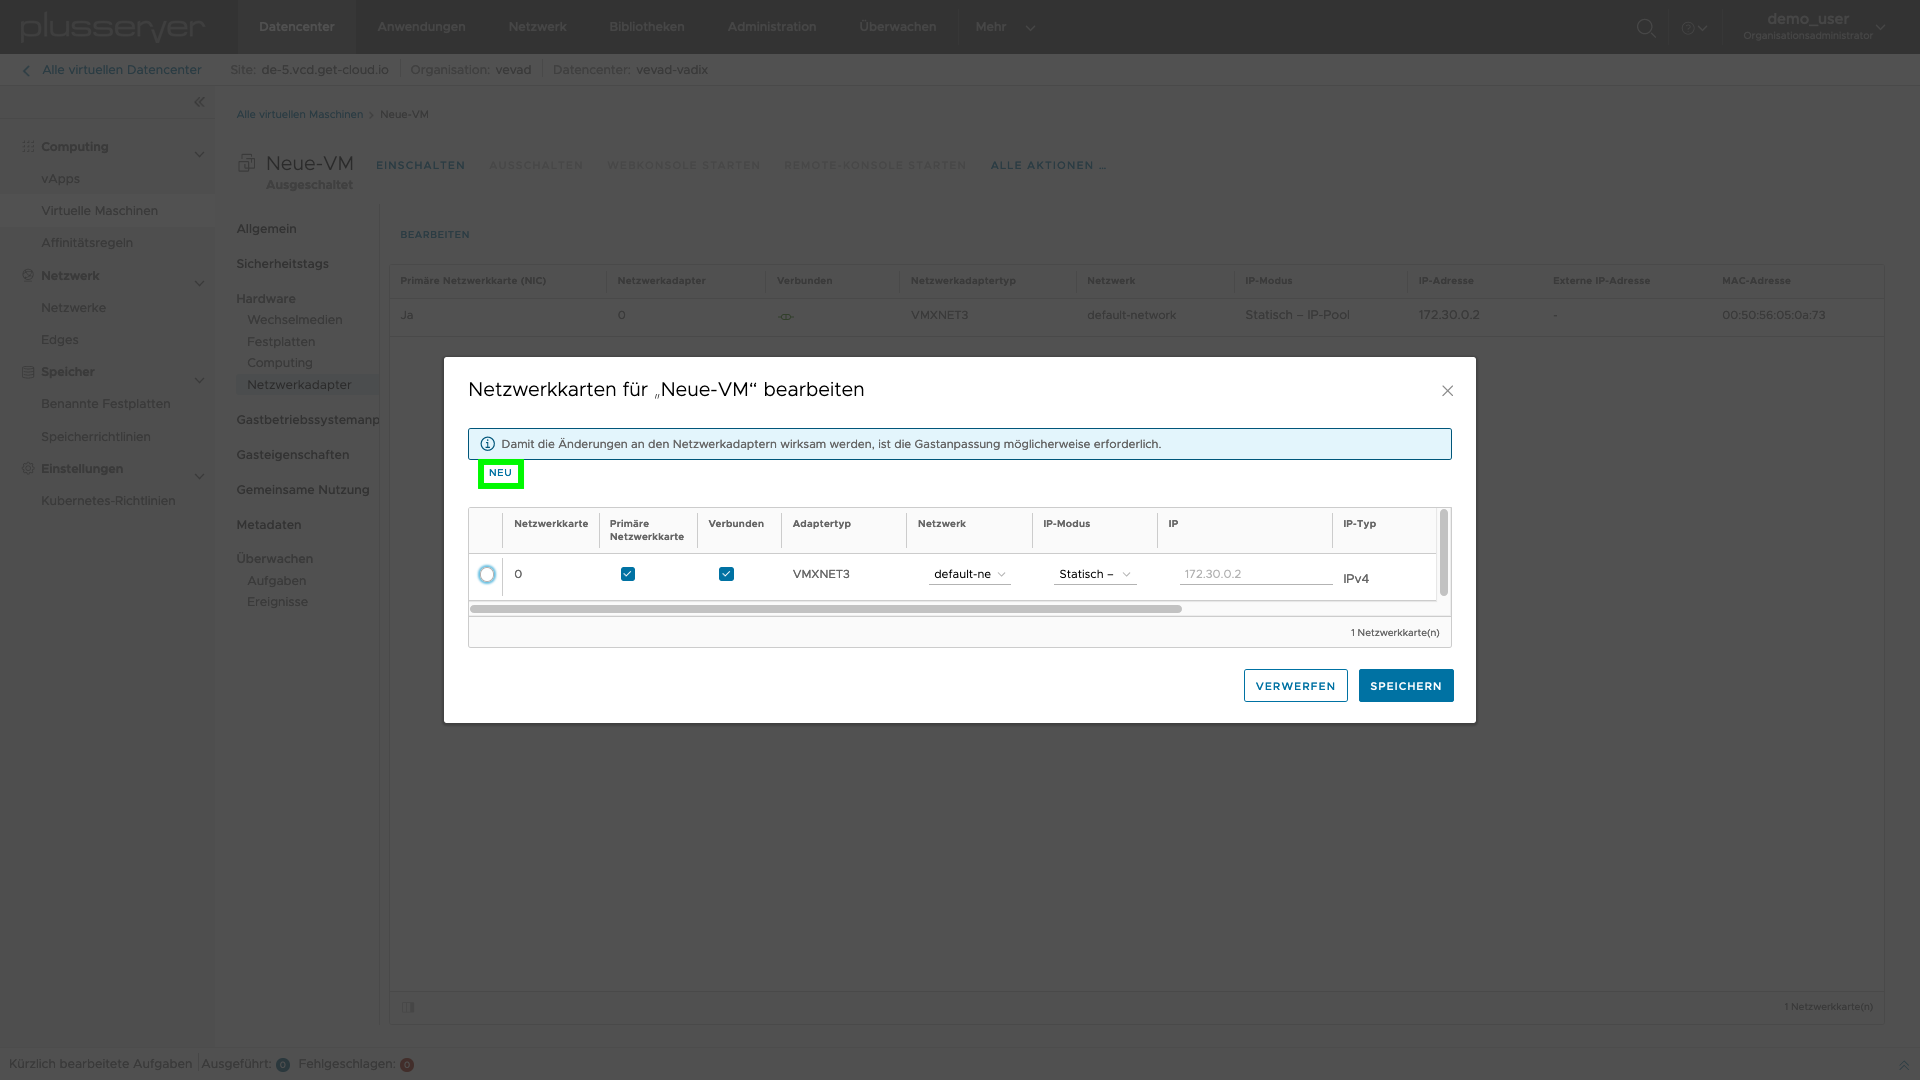 plusserver
Datencenter Anwendungen Netzwerk Bibliotheken Administration Überwachen Mehr
demo_user
Organisationsadministrator
Alle virtuellen Datencenter Site: de-5.vcd.get-cloud.io Organisation: vevad Datencenter: vevad-vadix
Computing
vApps
Virtuelle Maschinen
Affinitätsregeln
Netzwerk
Netzwerke
Edges
Speicher
Benannte Festplatten
Speicherrichtlinien
Einstellungen
Kubernetes-Richtlinien
Alle virtuellen Maschinen > Neue-VM
Neue-VM EINSCHALTEN AUSSCHALTEN WEBKONSOLE STARTEN REMOTE-KONSOLE STARTEN ALLE AKTIONEN ...
Ausgeschaltet
Allgemein
Sicherheitstags
Hardware
Wechselmedien
Festplatten
Computing
Netzwerkadapter
Gastbetriebssystemanp
Gasteigenschaften
Gemeinsame Nutzung
Metadaten
Überwachen
Aufgaben
Ereignisse
BEARBEITEN
Primäre Netzwerkkarte (NIC) Netzwerkadapter Verbunden Netzwerkadaptertyp Netzwerk IP-Modus IP-Adresse Externe IP-Adresse MAC-Adresse
Ja 0 VMXNET3 default-network Statisch – IP-Pool 172.30.0.2 - 00:50:56:05:0a:73
Netzwerkkarten für „Neue-VM“ bearbeiten
Damit die Änderungen an den Netzwerkadaptern wirksam werden, ist die Gastanpassung möglicherweise erforderlich.
NEU
Netzwerkkarte Primäre Netzwerkkarte Verbunden Adaptertyp Netzwerk IP-Modus IP IP-Typ
0 VMXNET3 default-ne Statisch – 172.30.0.2 IPv4
1 Netzwerkkarte(n)
VERWERFEN SPEICHERN
1 Netzwerkkarte(n)
Kürzlich bearbeitete Aufgaben Ausgeführt: 0 Fehlgeschlagen: 0